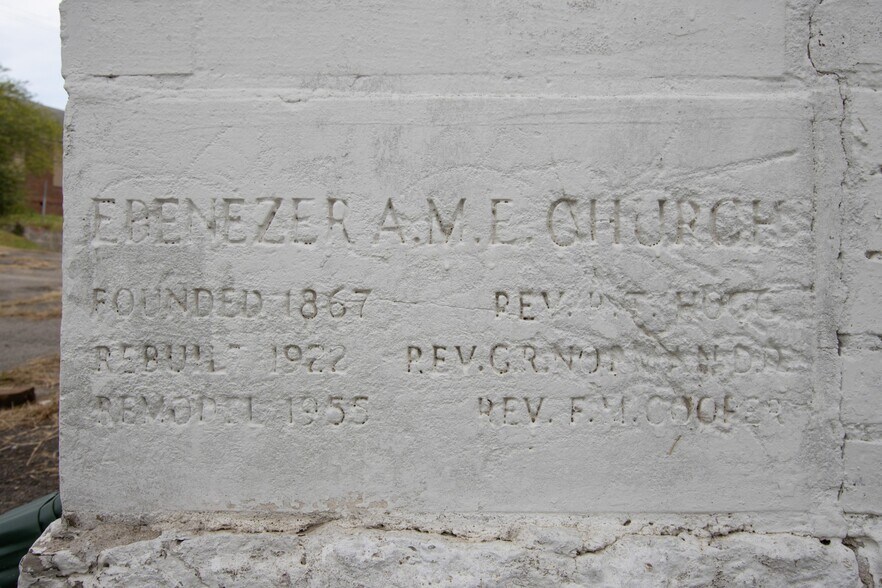 EBENEZER A.M.E. CHURCH
FOUNDED 1867 REV.
REBUILT 1922 REV. G.R.
REMODEL 1955 REV. F.M. COOPER